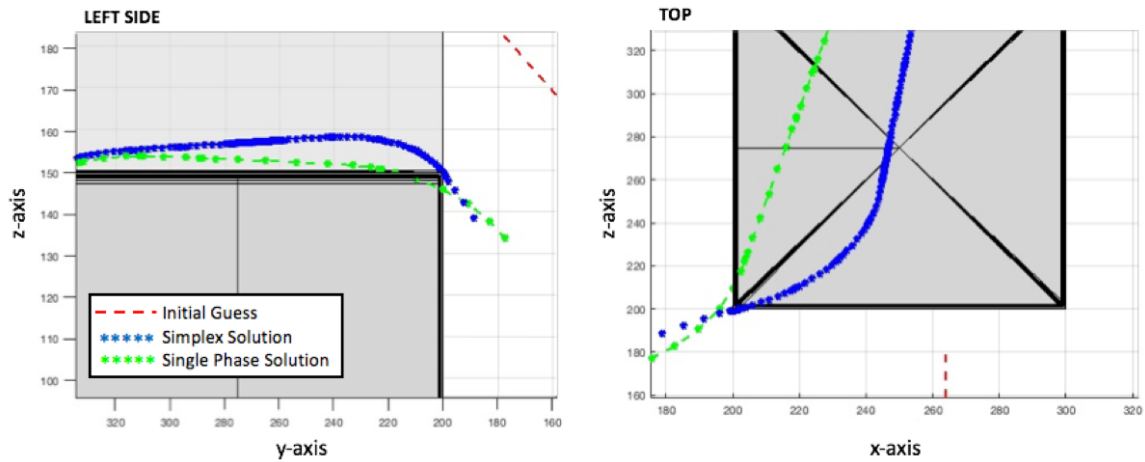 LEFT SIDE
180
170
160
150
140
130
120
110
100
z-axis
320 300 280 260 240 220 200 180 160
y-axis
Initial Guess
Simplex Solution
Single Phase Solution
TOP
320
300
280
260
240
220
200
180
160
z-axis
180 200 220 240 260 280 300 320
x-axis